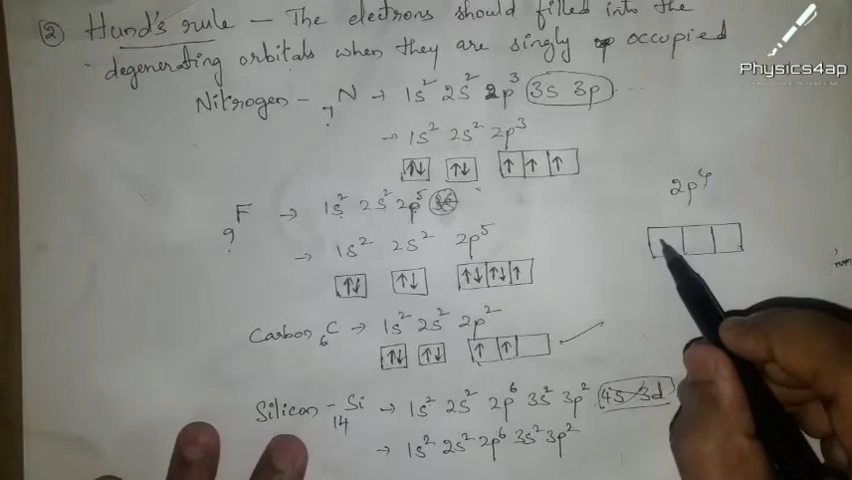 ② Hund's rule – The electrons should filled into the
degenerating orbitals when they are singly occupied
Physics4ap
Nitrogen – ₇N → 1s² 2s² 2p³ 3s 3p ...
→ 1s² 2s² 2p³
↑↓ ↑↓ ↑ ↑ ↑
2p⁴
₉F → 1s² 2s² 2p⁵
→ 1s² 2s² 2p⁵
↑↓ ↑↓ ↑↓ ↑↓ ↑
Carbon ₆C → 1s² 2s² 2p²
↑↓ ↑↓ ↑ ↑
Silicon – Si → 1s² 2s² 2p⁶ 3s² 3p² 4s 3d
14
→ 1s² 2s² 2p⁶ 3s² 3p²